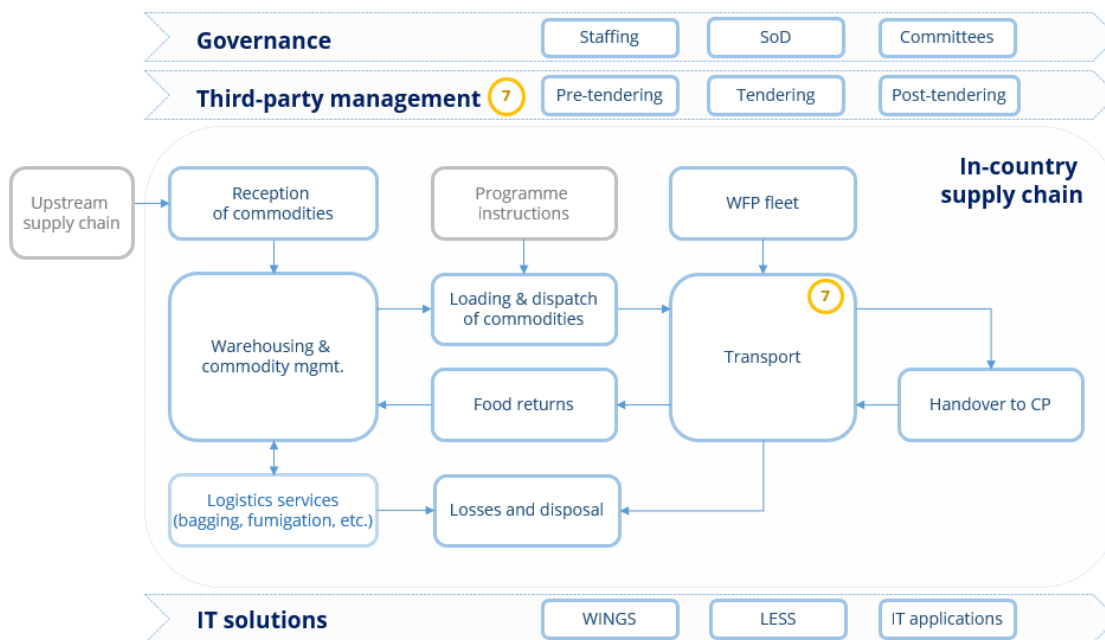 Governance
Staffing
SoD
Committees
Third-party management
7
Pre-tendering
Tendering
Post-tendering
In-country
supply chain
Upstream
supply chain
Reception
of commodities
Programme
instructions
WFP fleet
Warehousing &
commodity mgmt.
Loading & dispatch
of commodities
7
Transport
Food returns
Handover to CP
Logistics services
(bagging, fumigation, etc.)
Losses and disposal
IT solutions
WINGS
LESS
IT applications